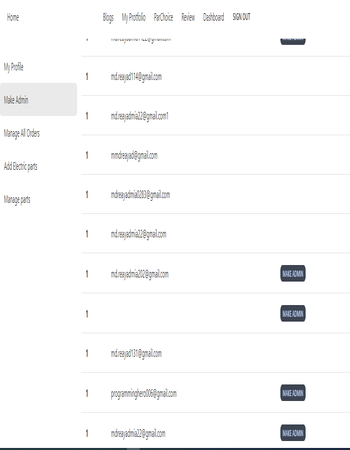 Home Blogs My Protfolio ParChoice Review Dashboard SIGN OUT
MAKE ADMIN
My Profile
Make Admin
Manage All Orders
Add Electric parts
Manage parts
1 md.reayad114@gmail.com
1 md.reayadmia22@gmail.com1
1 mmdreayad@gmail.com
1 mdreayadmia0283@gmail.com
1 md.reayadmia22@gmail.com
1 md.reayadmia202@gmail.com MAKE ADMIN
1 MAKE ADMIN
1 md.reayad131@gmail.com
1 programminghero006@gmail.com MAKE ADMIN
1 mdreayadmia22@gmail.com MAKE ADMIN